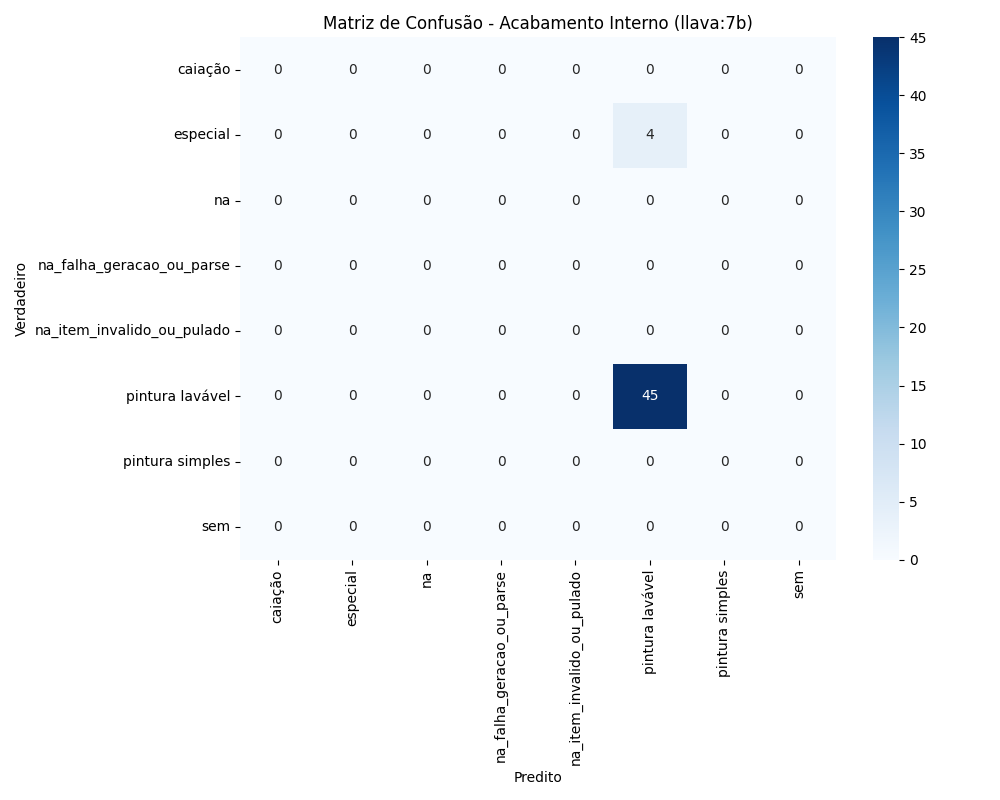 Matriz de Confusão - Acabamento Interno (llava:7b)
caiação 0 0 0 0 0 0 0 0
especial 0 0 0 0 0 4 0 0
na 0 0 0 0 0 0 0 0
na_falha_geracao_ou_parse 0 0 0 0 0 0 0 0
na_item_invalido_ou_pulado 0 0 0 0 0 0 0 0
pintura lavável 0 0 0 0 0 45 0 0
pintura simples 0 0 0 0 0 0 0 0
sem 0 0 0 0 0 0 0 0
Verdadeiro
caiação
especial
na
na_falha_geracao_ou_parse
na_item_invalido_ou_pulado
pintura lavável
pintura simples
sem
Predito
45
40
35
30
25
20
15
10
5
0